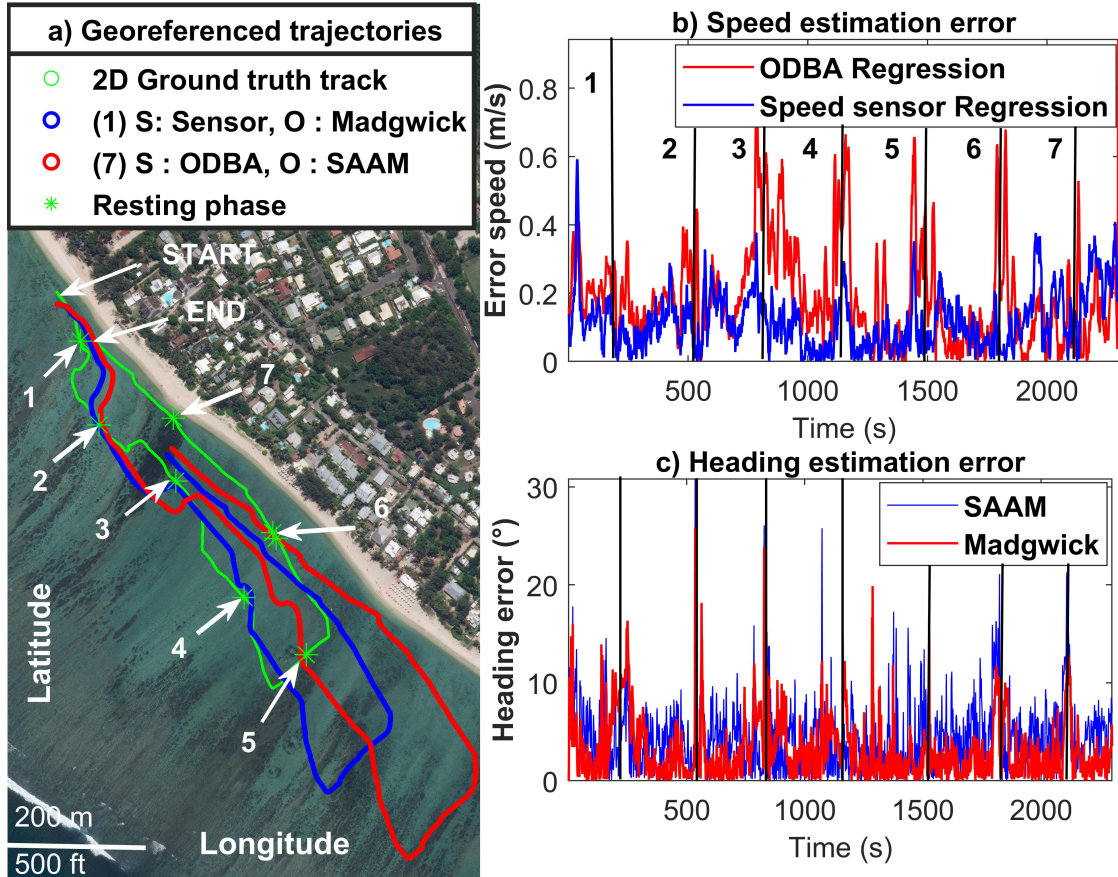 a) Georeferenced trajectories
2D Ground truth track
(1) S: Sensor, O : Madgwick
(7) S : ODBA, O : SAAM
Resting phase
START
END
1
2
3
4
5
6
7
Latitude
Longitude
200 m
500 ft
b) Speed estimation error
ODBA Regression
Speed sensor Regression
1
2
3
4
5
6
7
Error speed (m/s)
0.8
0.6
0.4
0.2
0
500
1000
1500
2000
Time (s)
c) Heading estimation error
SAAM
Madgwick
Heading error (°)
30
20
10
0
500
1000
1500
2000
Time (s)